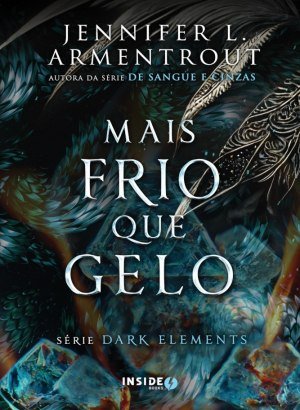 JENNIFER L.
ARMENTROUT
AUTORA DA SÉRIE DE SANGUE E CINZAS
MAIS
FRIO
QUE
GELO
SÉRIE DARK ELEMENTS
INSIDE
BOOKS